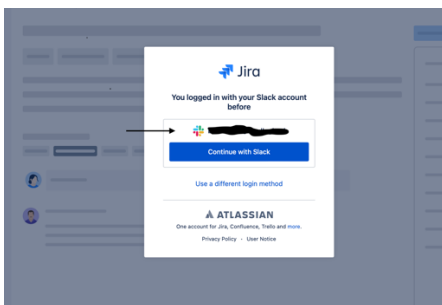 Jira
You logged in with your Slack account
before
Continue with Slack
Use a different login method
ATLASSIAN
One account for Jira, Confluence, Trello and more.
Privacy Policy · User Notice